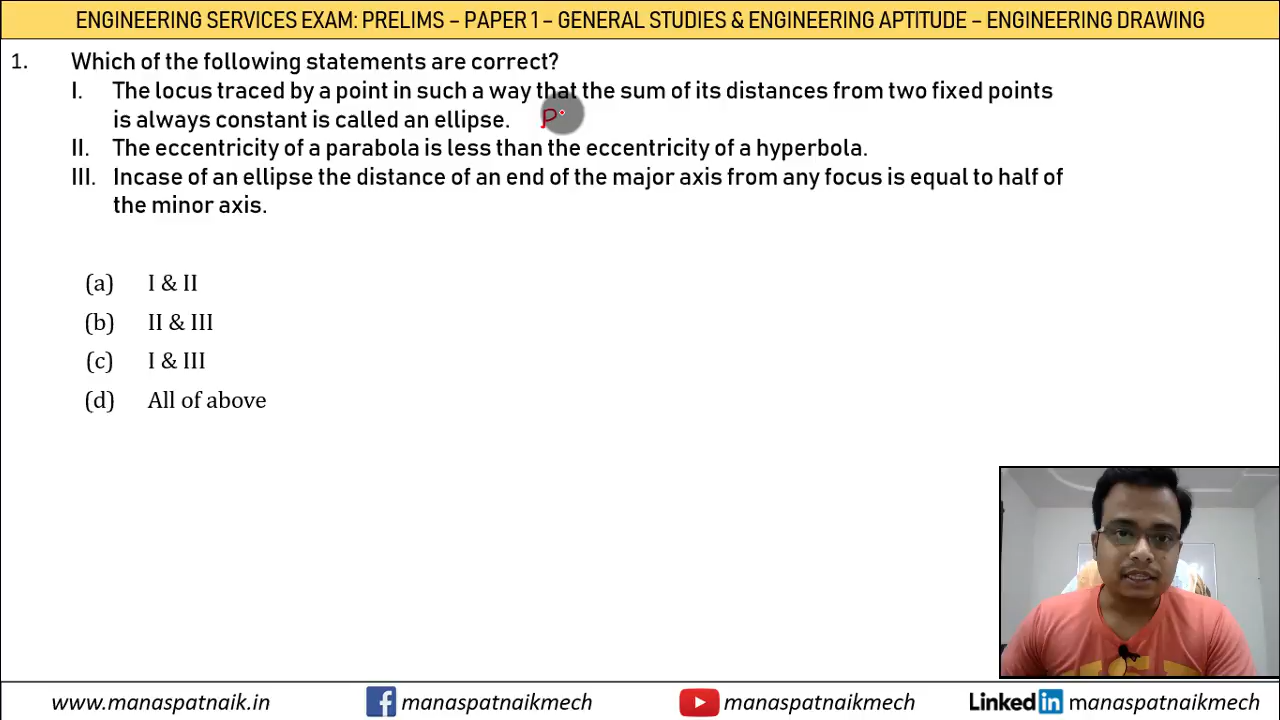 ENGINEERING SERVICES EXAM: PRELIMS – PAPER 1 – GENERAL STUDIES & ENGINEERING APTITUDE – ENGINEERING DRAWING
1. Which of the following statements are correct?
I. The locus traced by a point in such a way that the sum of its distances from two fixed points
is always constant is called an ellipse. P
II. The eccentricity of a parabola is less than the eccentricity of a hyperbola.
III. Incase of an ellipse the distance of an end of the major axis from any focus is equal to half of
the minor axis.
(a) I & II
(b) II & III
(c) I & III
(d) All of above
www.manaspatnaik.in manaspatnaikmech manaspatnaikmech Linked in manaspatnaikmech